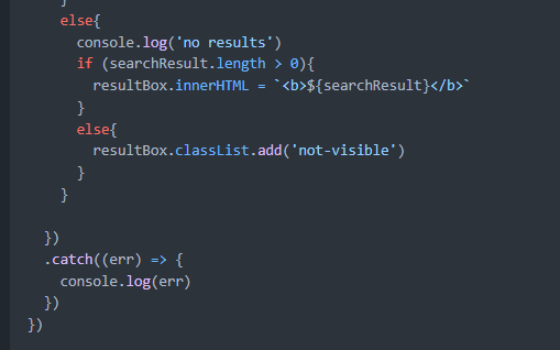 }
else{
console.log('no results')
if (searchResult.length > 0){
resultBox.innerHTML = `<b>${searchResult}</b>`
}
else{
resultBox.classList.add('not-visible')
}
}
})
.catch((err) => {
console.log(err)
})
})